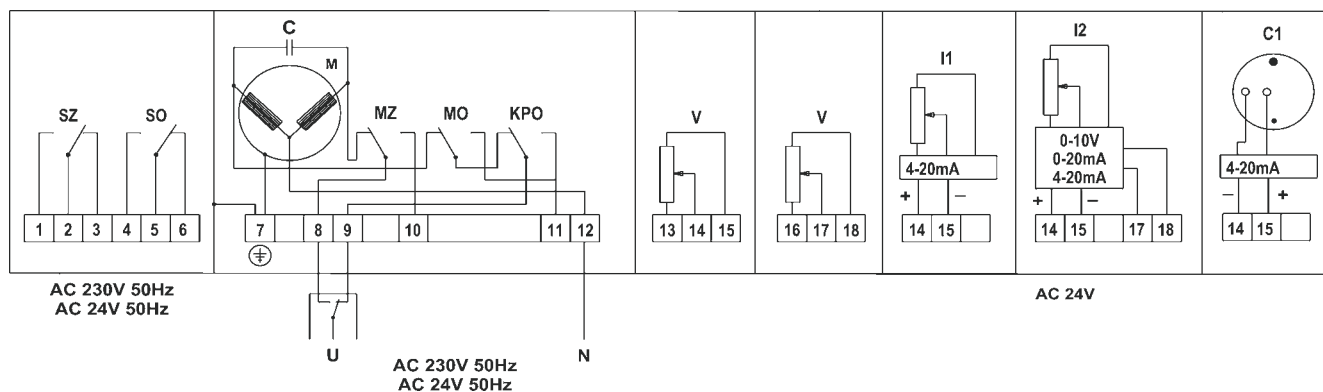 C
M
SZ
SO
MZ
MO
KPO
V
V
I1
I2
C1
4-20mA
0-10V
0-20mA
4-20mA
4-20mA
+ −
+ −
− +
1 2 3 4 5 6
7 8 9 10 11 12
13 14 15
16 17 18
14 15
14 15 17 18
14 15
AC 230V 50Hz
AC 24V 50Hz
U
N
AC 230V 50Hz
AC 24V 50Hz
AC 24V